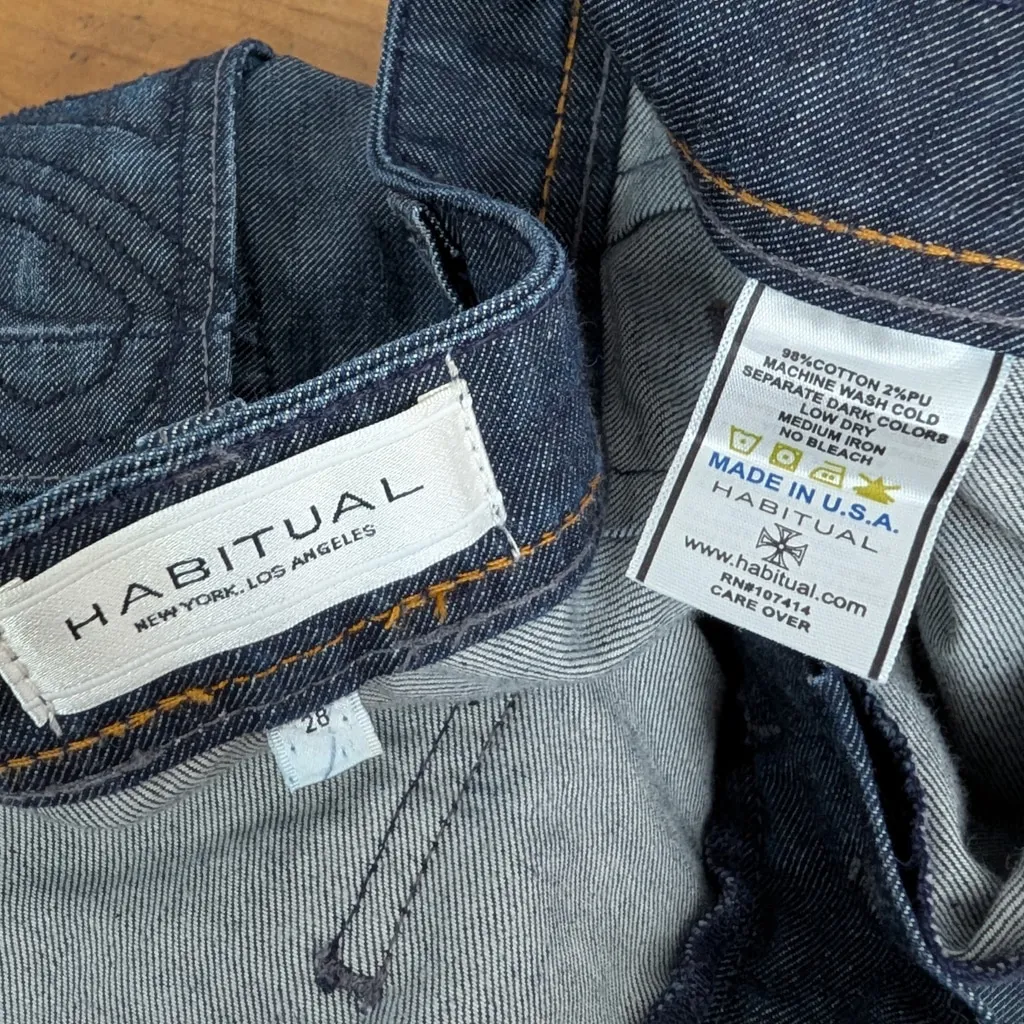 HABITUAL
NEW YORK. LOS ANGELES
28
98%COTTON 2%PU
MACHINE WASH COLD
SEPARATE DARK COLORS
LOW DRY
MEDIUM IRON
NO BLEACH
MADE IN U.S.A.
HABITUAL
www.habitual.com
RN#107414
CARE OVER